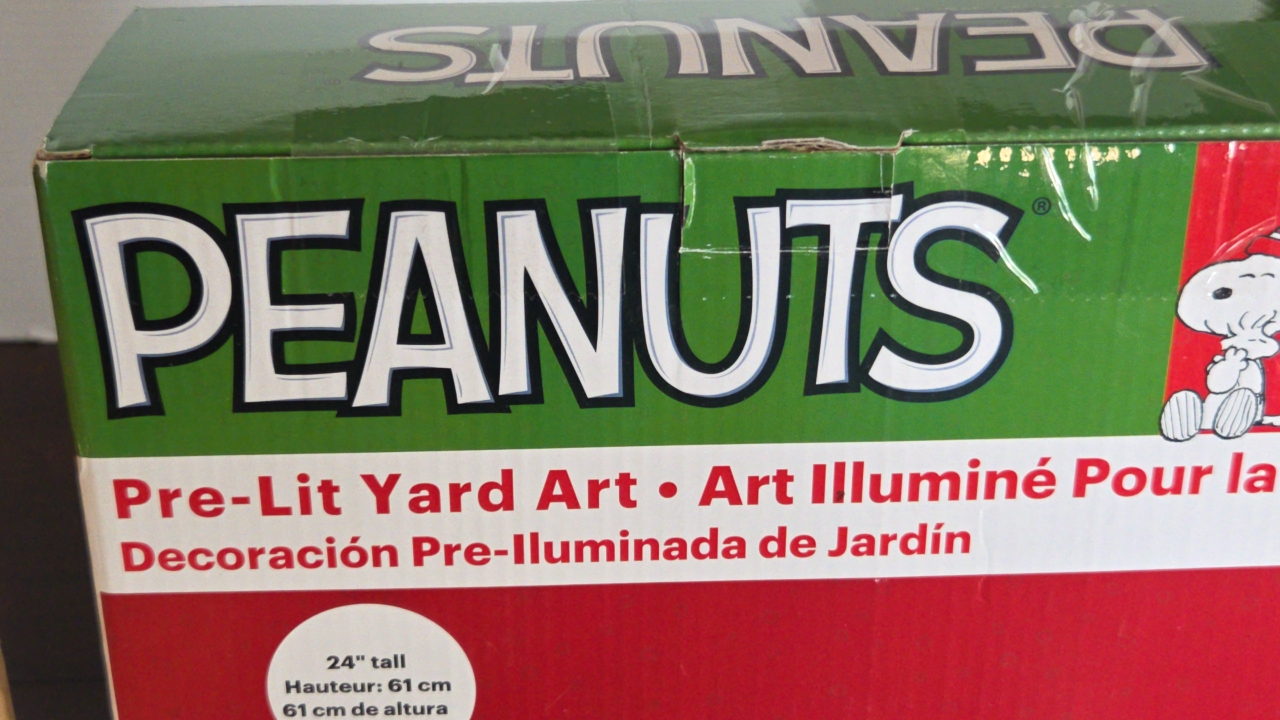 PEANUTS
PEANUTS®
Pre-Lit Yard Art • Art Illuminé Pour la
Decoración Pre-Iluminada de Jardín
24" tall
Hauteur: 61 cm
61 cm de altura